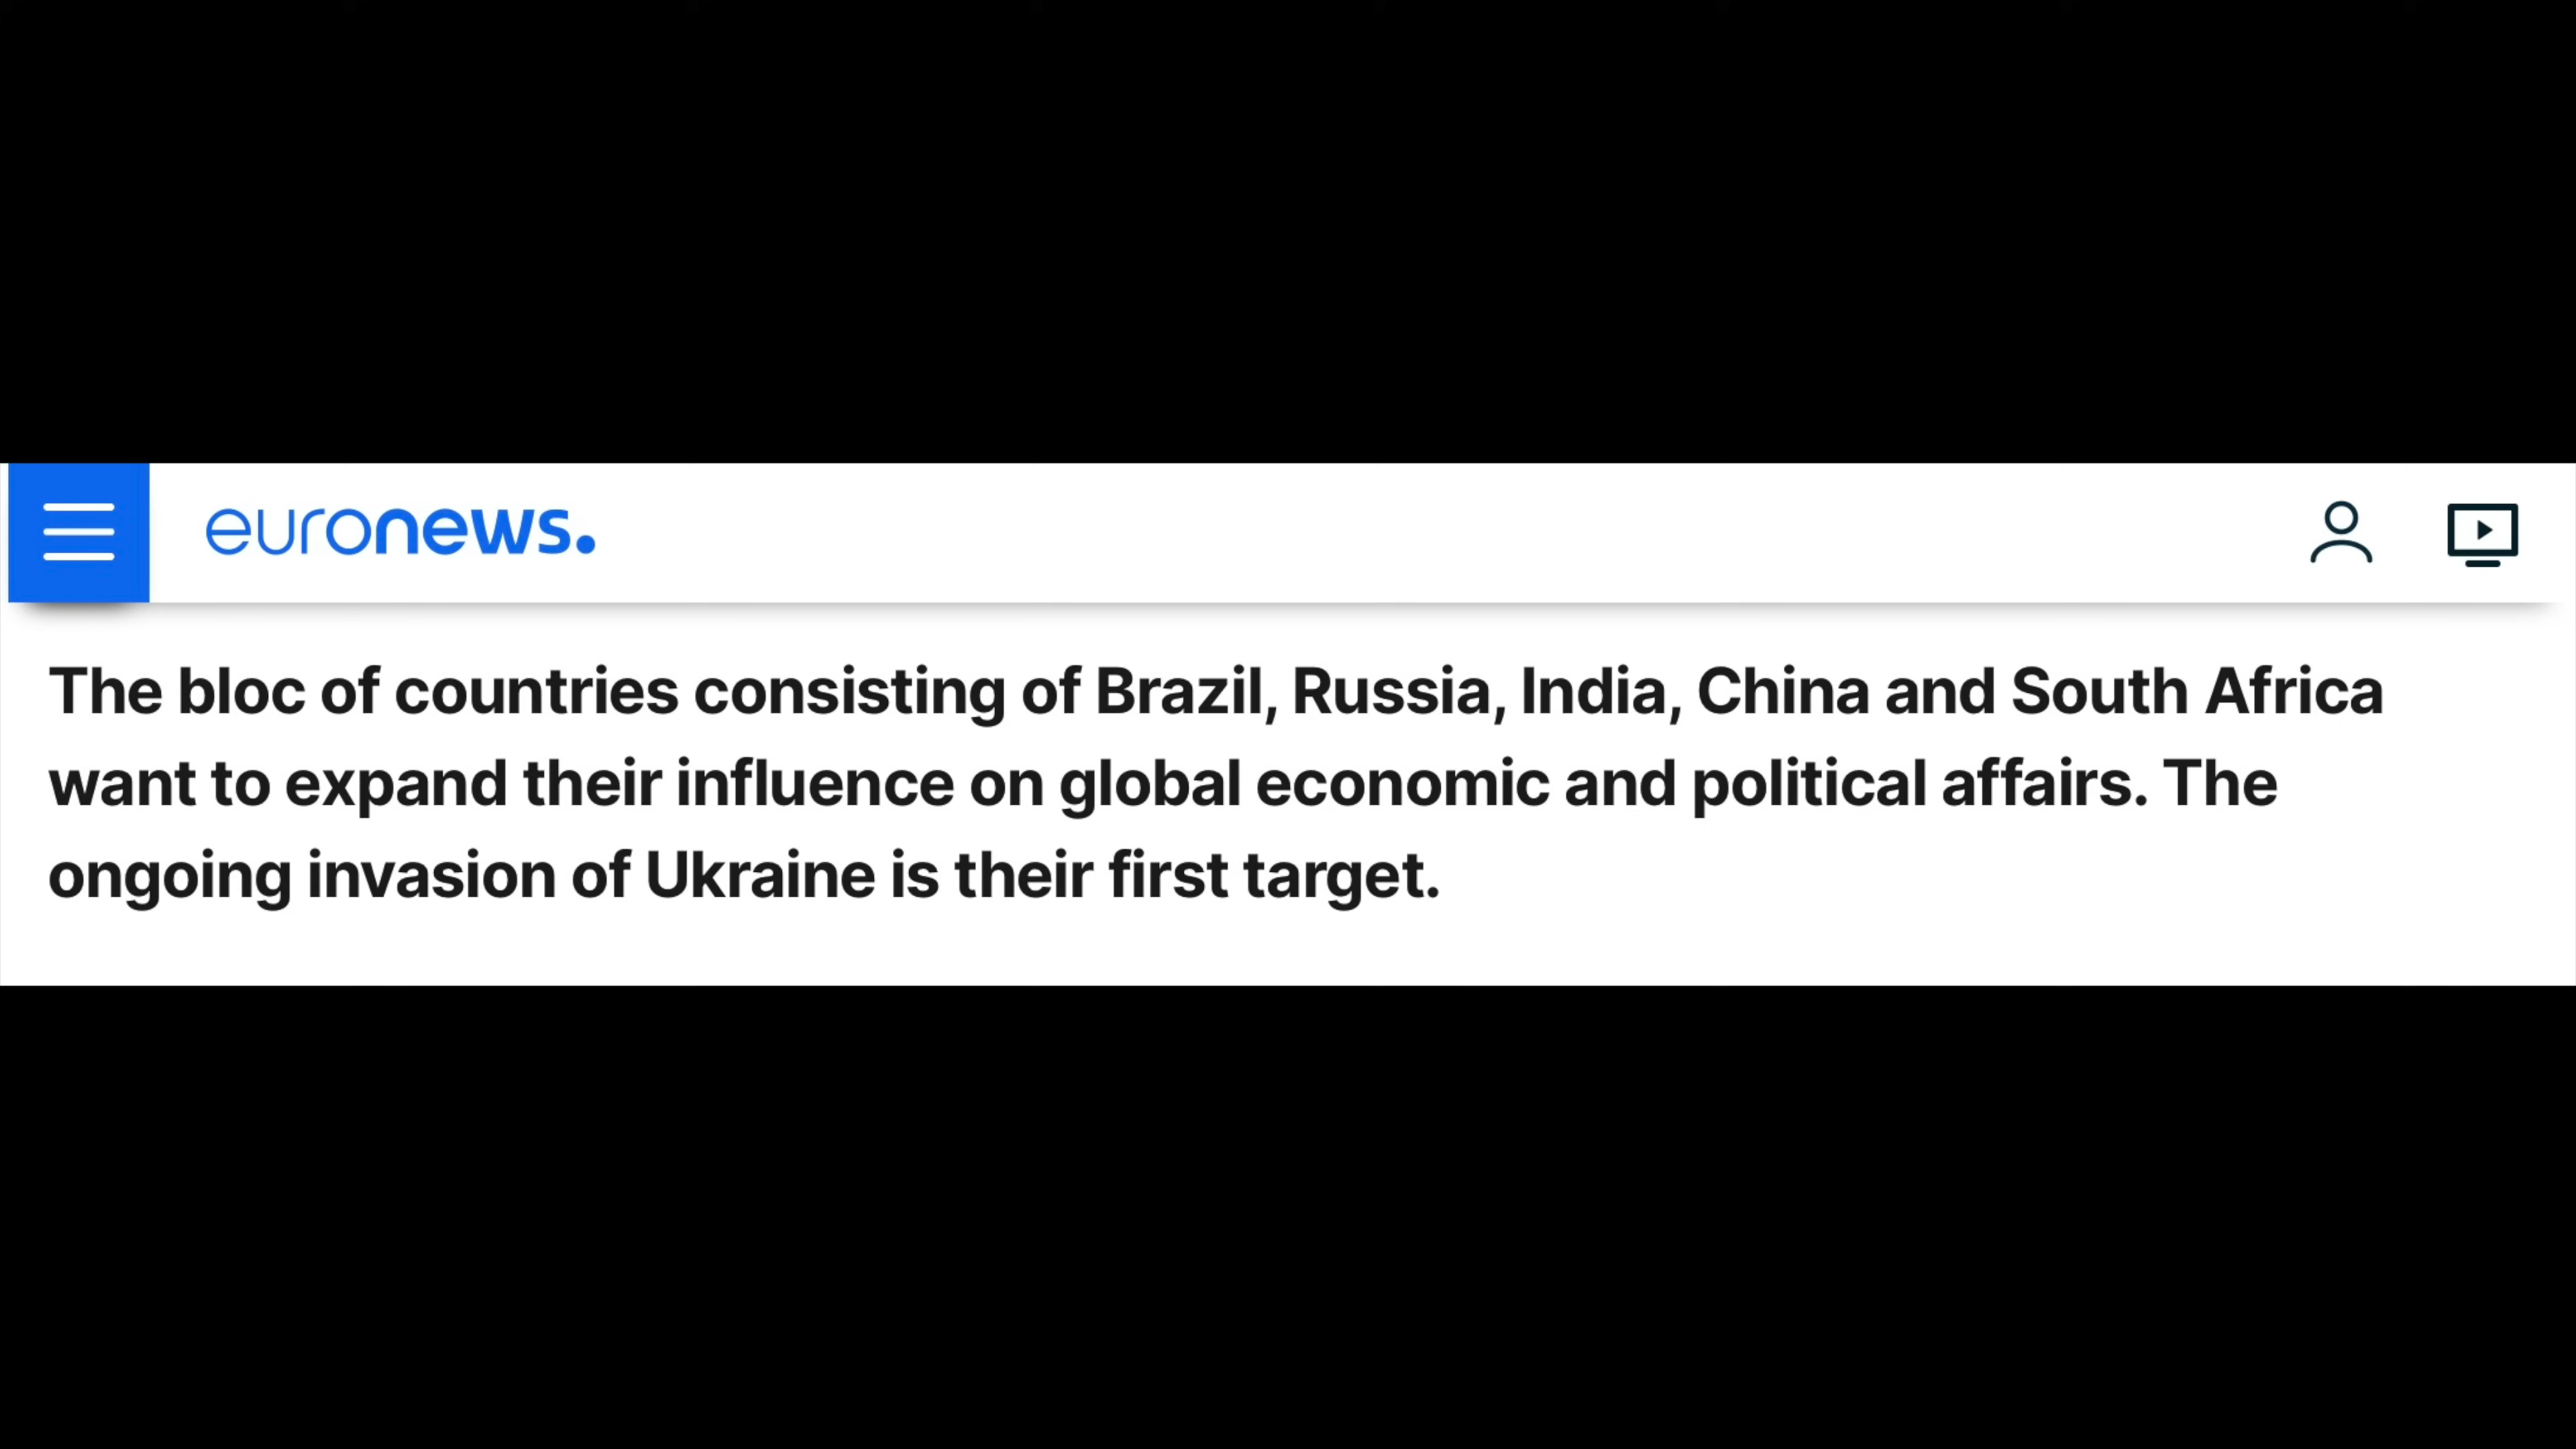 euronews.
The bloc of countries consisting of Brazil, Russia, India, China and South Africa
want to expand their influence on global economic and political affairs. The
ongoing invasion of Ukraine is their first target.